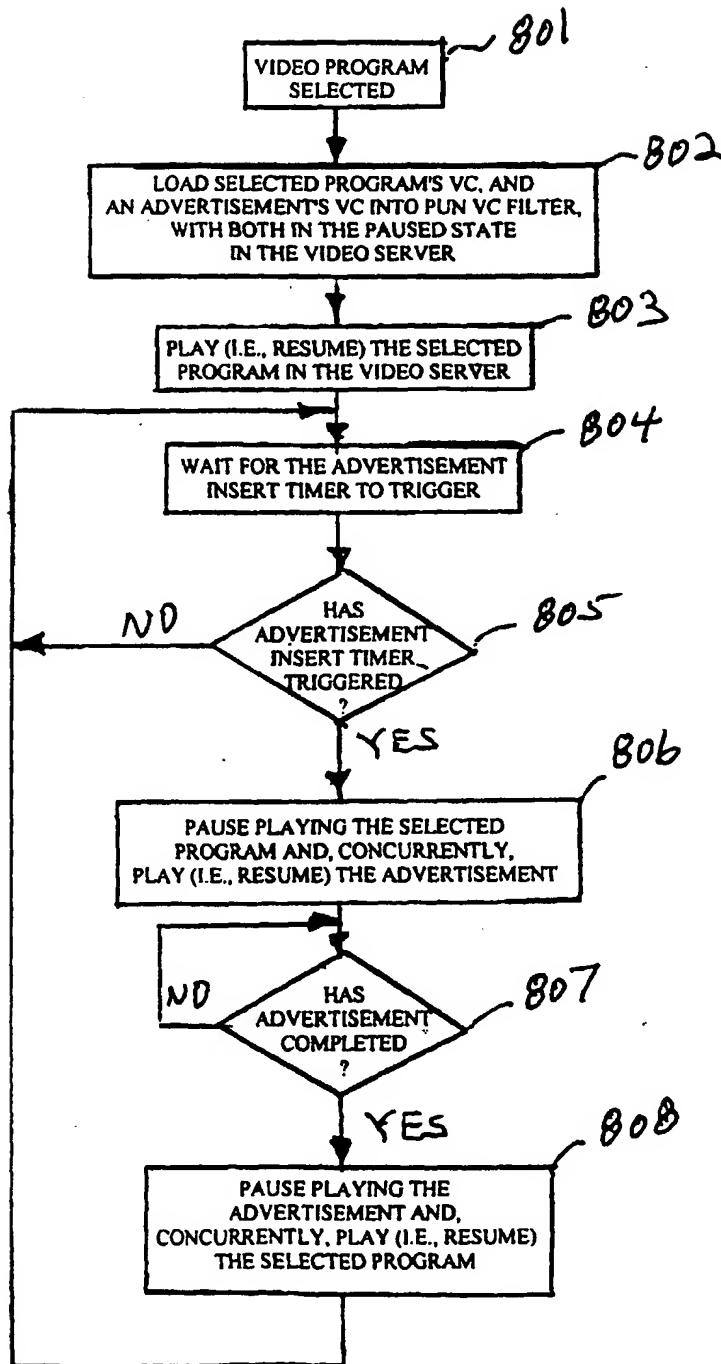 801
VIDEO PROGRAM
SELECTED
802
LOAD SELECTED PROGRAM'S VC, AND
AN ADVERTISEMENT'S VC INTO PUN VC FILTER,
WITH BOTH IN THE PAUSED STATE
IN THE VIDEO SERVER
803
PLAY (I.E., RESUME) THE SELECTED
PROGRAM IN THE VIDEO SERVER
804
WAIT FOR THE ADVERTISEMENT
INSERT TIMER TO TRIGGER
805
HAS
ADVERTISEMENT
INSERT TIMER
TRIGGERED
?
NO
YES
806
PAUSE PLAYING THE SELECTED
PROGRAM AND, CONCURRENTLY,
PLAY (I.E., RESUME) THE ADVERTISEMENT
807
HAS
ADVERTISEMENT
COMPLETED
?
NO
YES
808
PAUSE PLAYING THE
ADVERTISEMENT AND,
CONCURRENTLY, PLAY (I.E., RESUME)
THE SELECTED PROGRAM